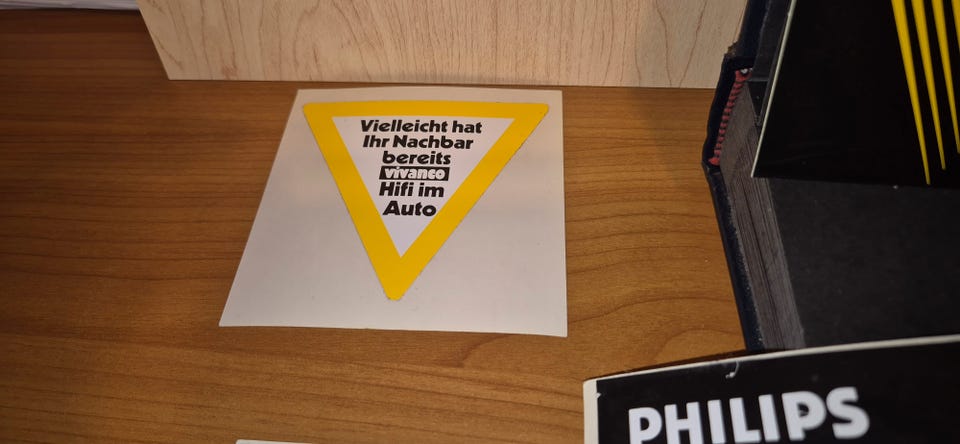 Vielleicht hat
Ihr Nachbar
bereits
vivanco
Hifi im
Auto
PHILIPS